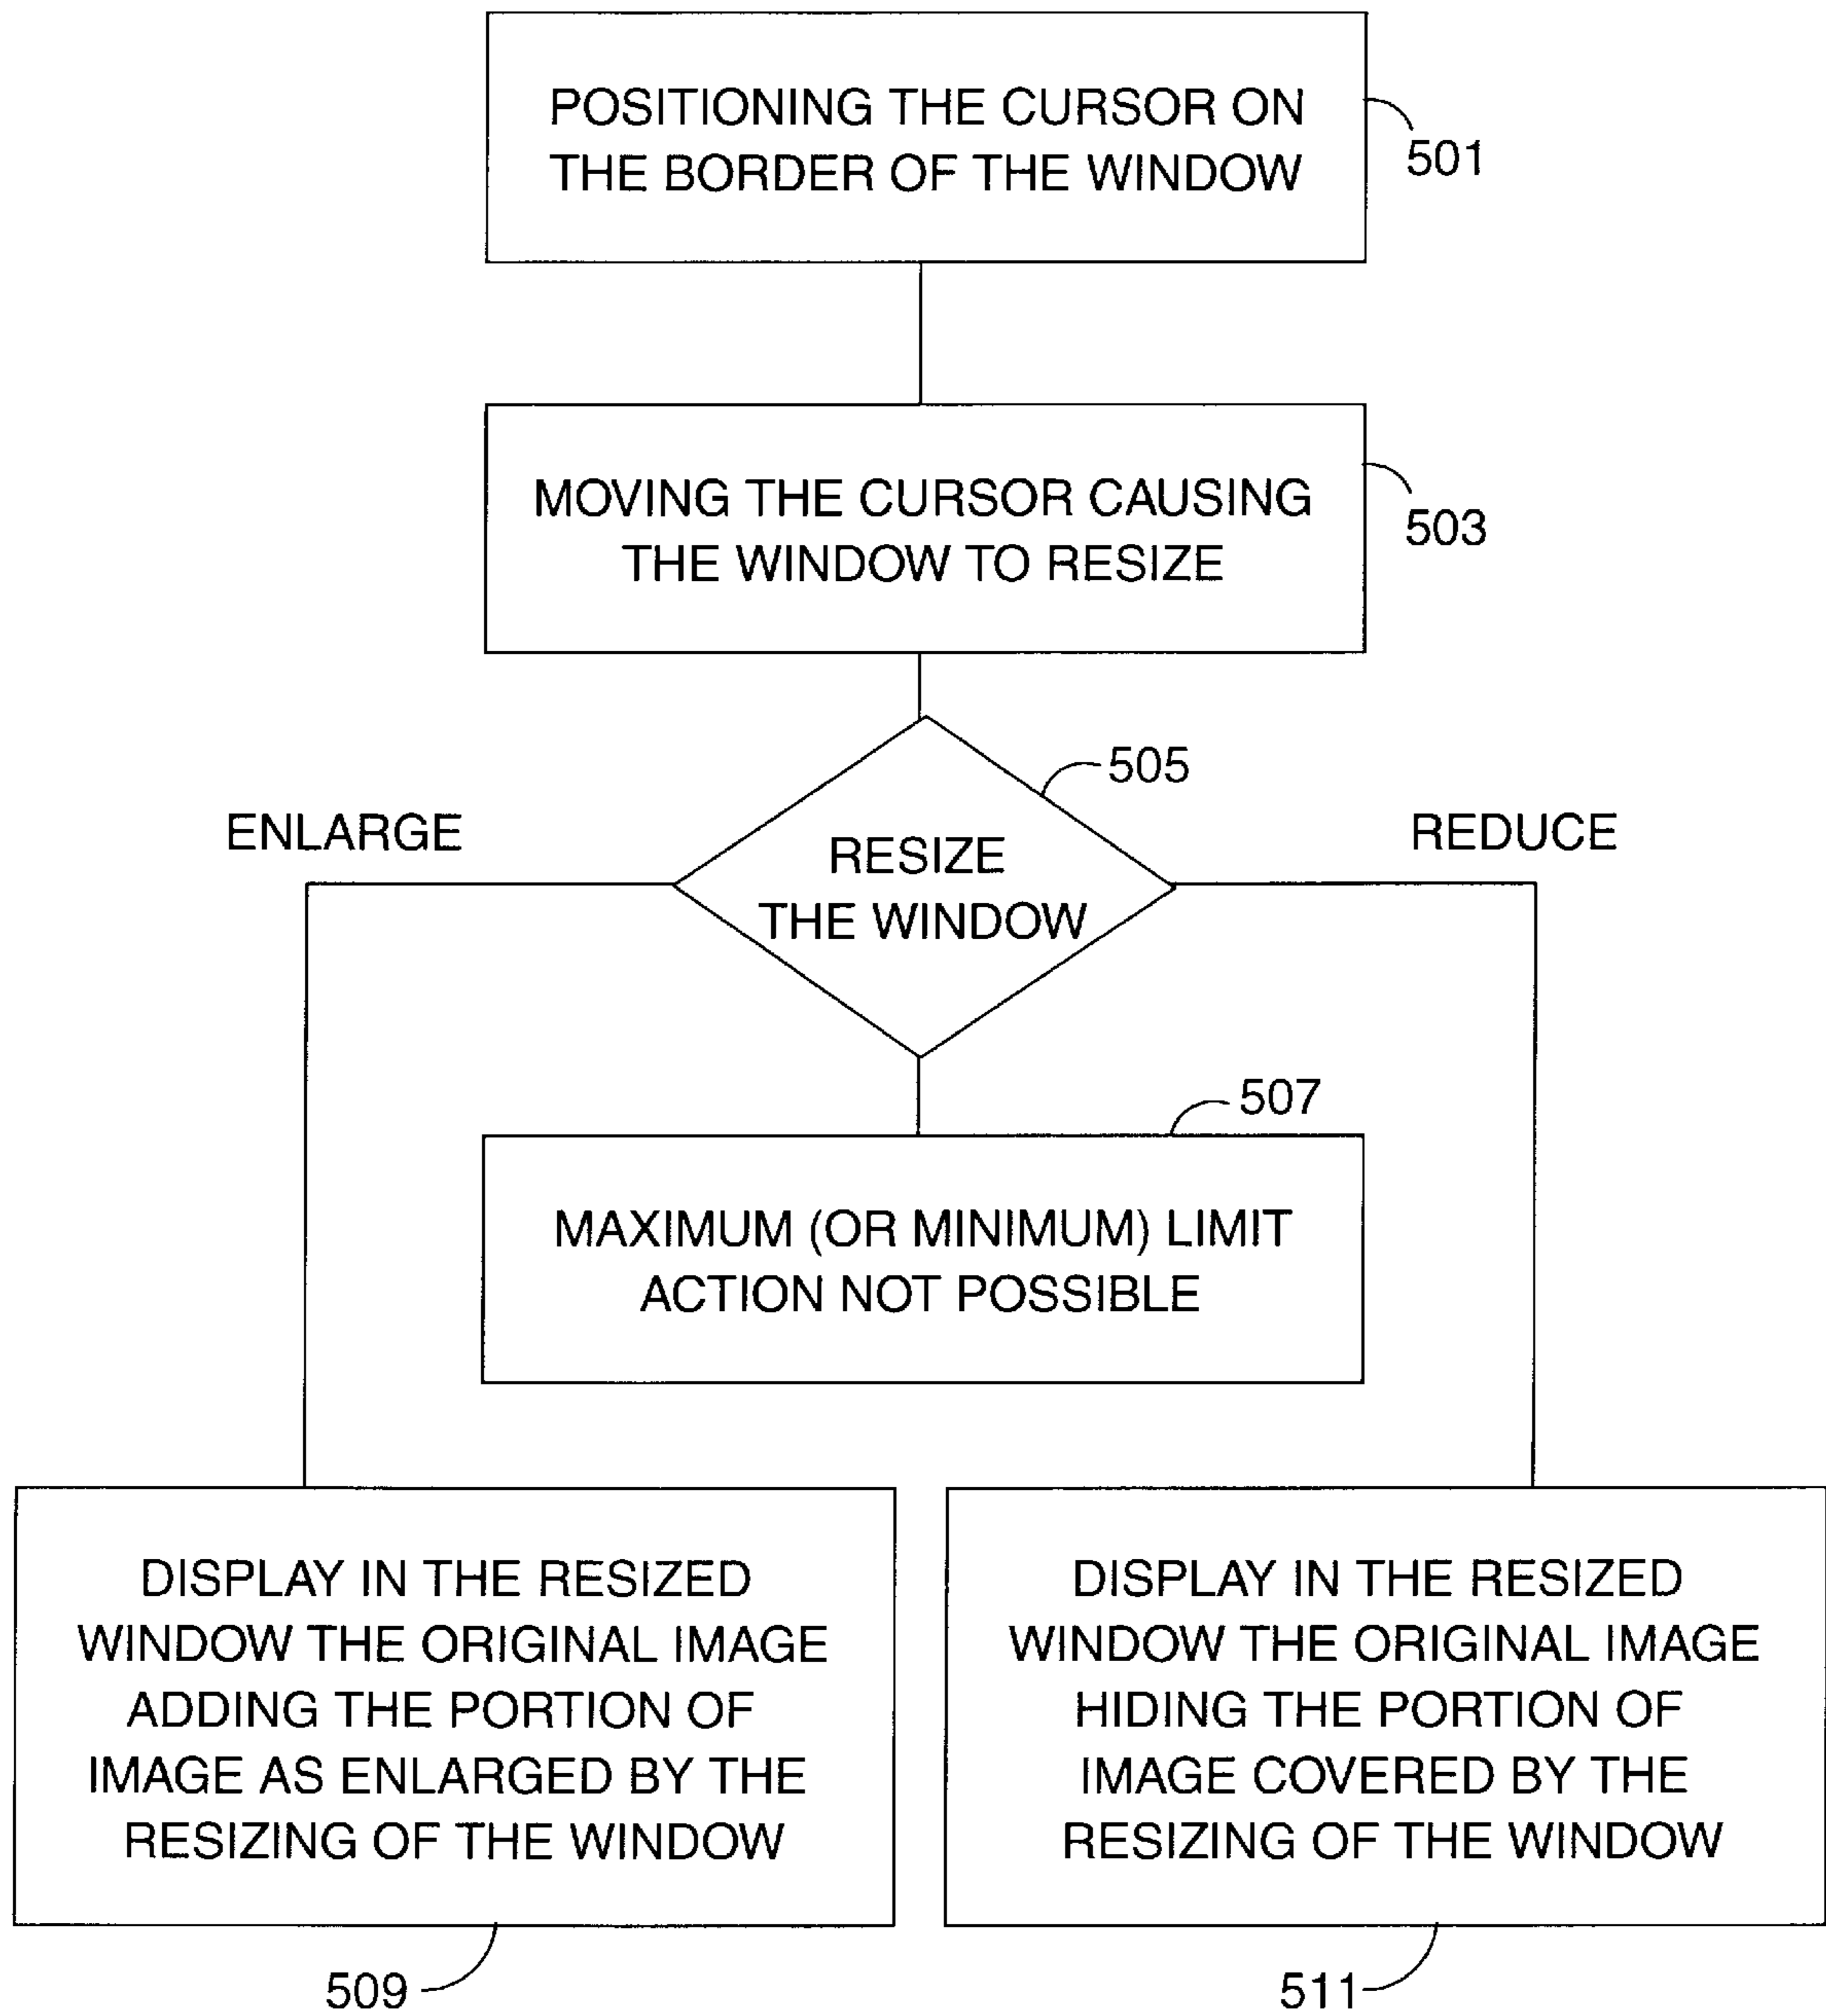 POSITIONING THE CURSOR ON
THE BORDER OF THE WINDOW
501
MOVING THE CURSOR CAUSING
THE WINDOW TO RESIZE
503
505
ENLARGE
REDUCE
RESIZE
THE WINDOW
507
MAXIMUM (OR MINIMUM) LIMIT
ACTION NOT POSSIBLE
DISPLAY IN THE RESIZED
WINDOW THE ORIGINAL IMAGE
ADDING THE PORTION OF
IMAGE AS ENLARGED BY THE
RESIZING OF THE WINDOW
509
DISPLAY IN THE RESIZED
WINDOW THE ORIGINAL IMAGE
HIDING THE PORTION OF
IMAGE COVERED BY THE
RESIZING OF THE WINDOW
511